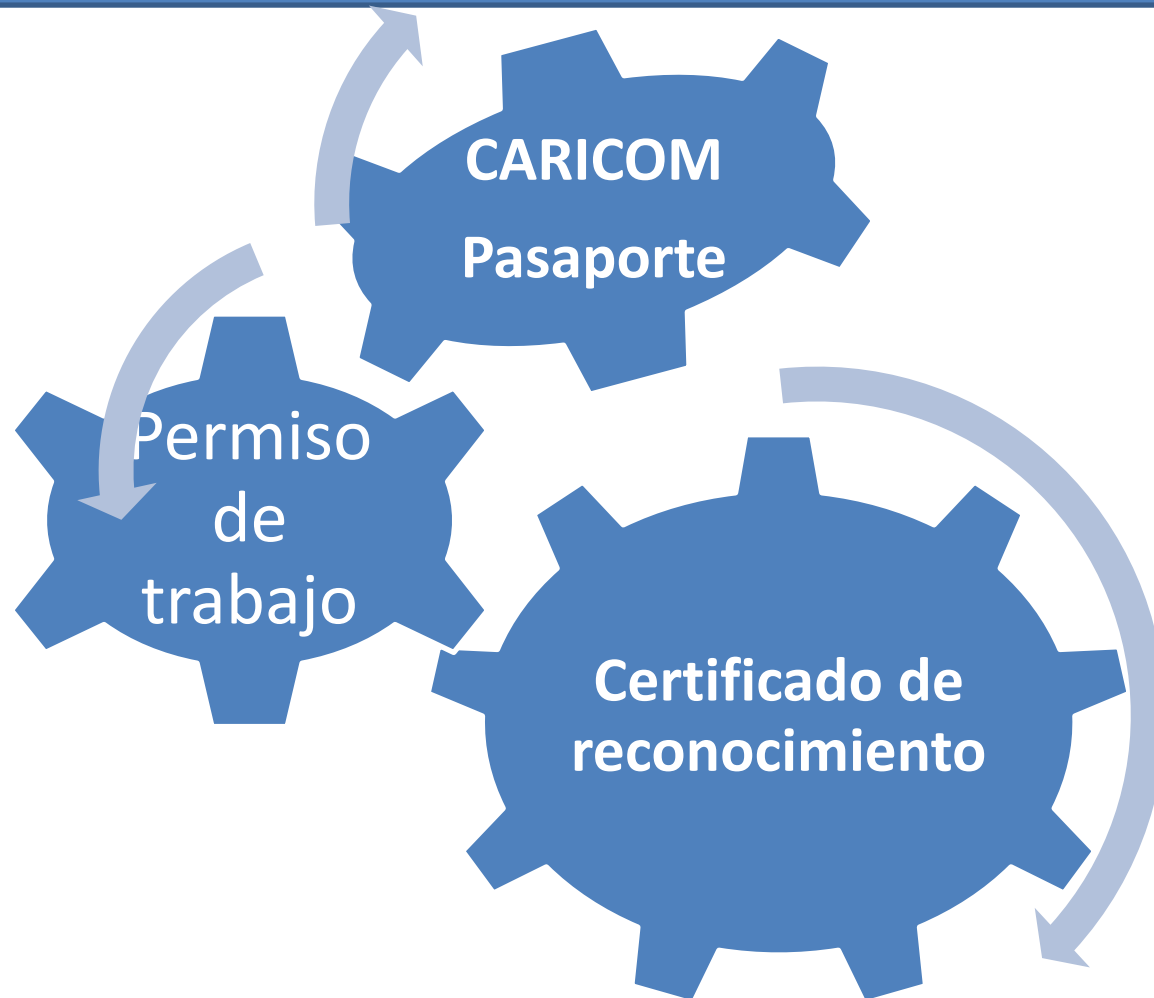 CARICOM
Pasaporte
Permiso
de
trabajo
Certificado de
reconocimiento